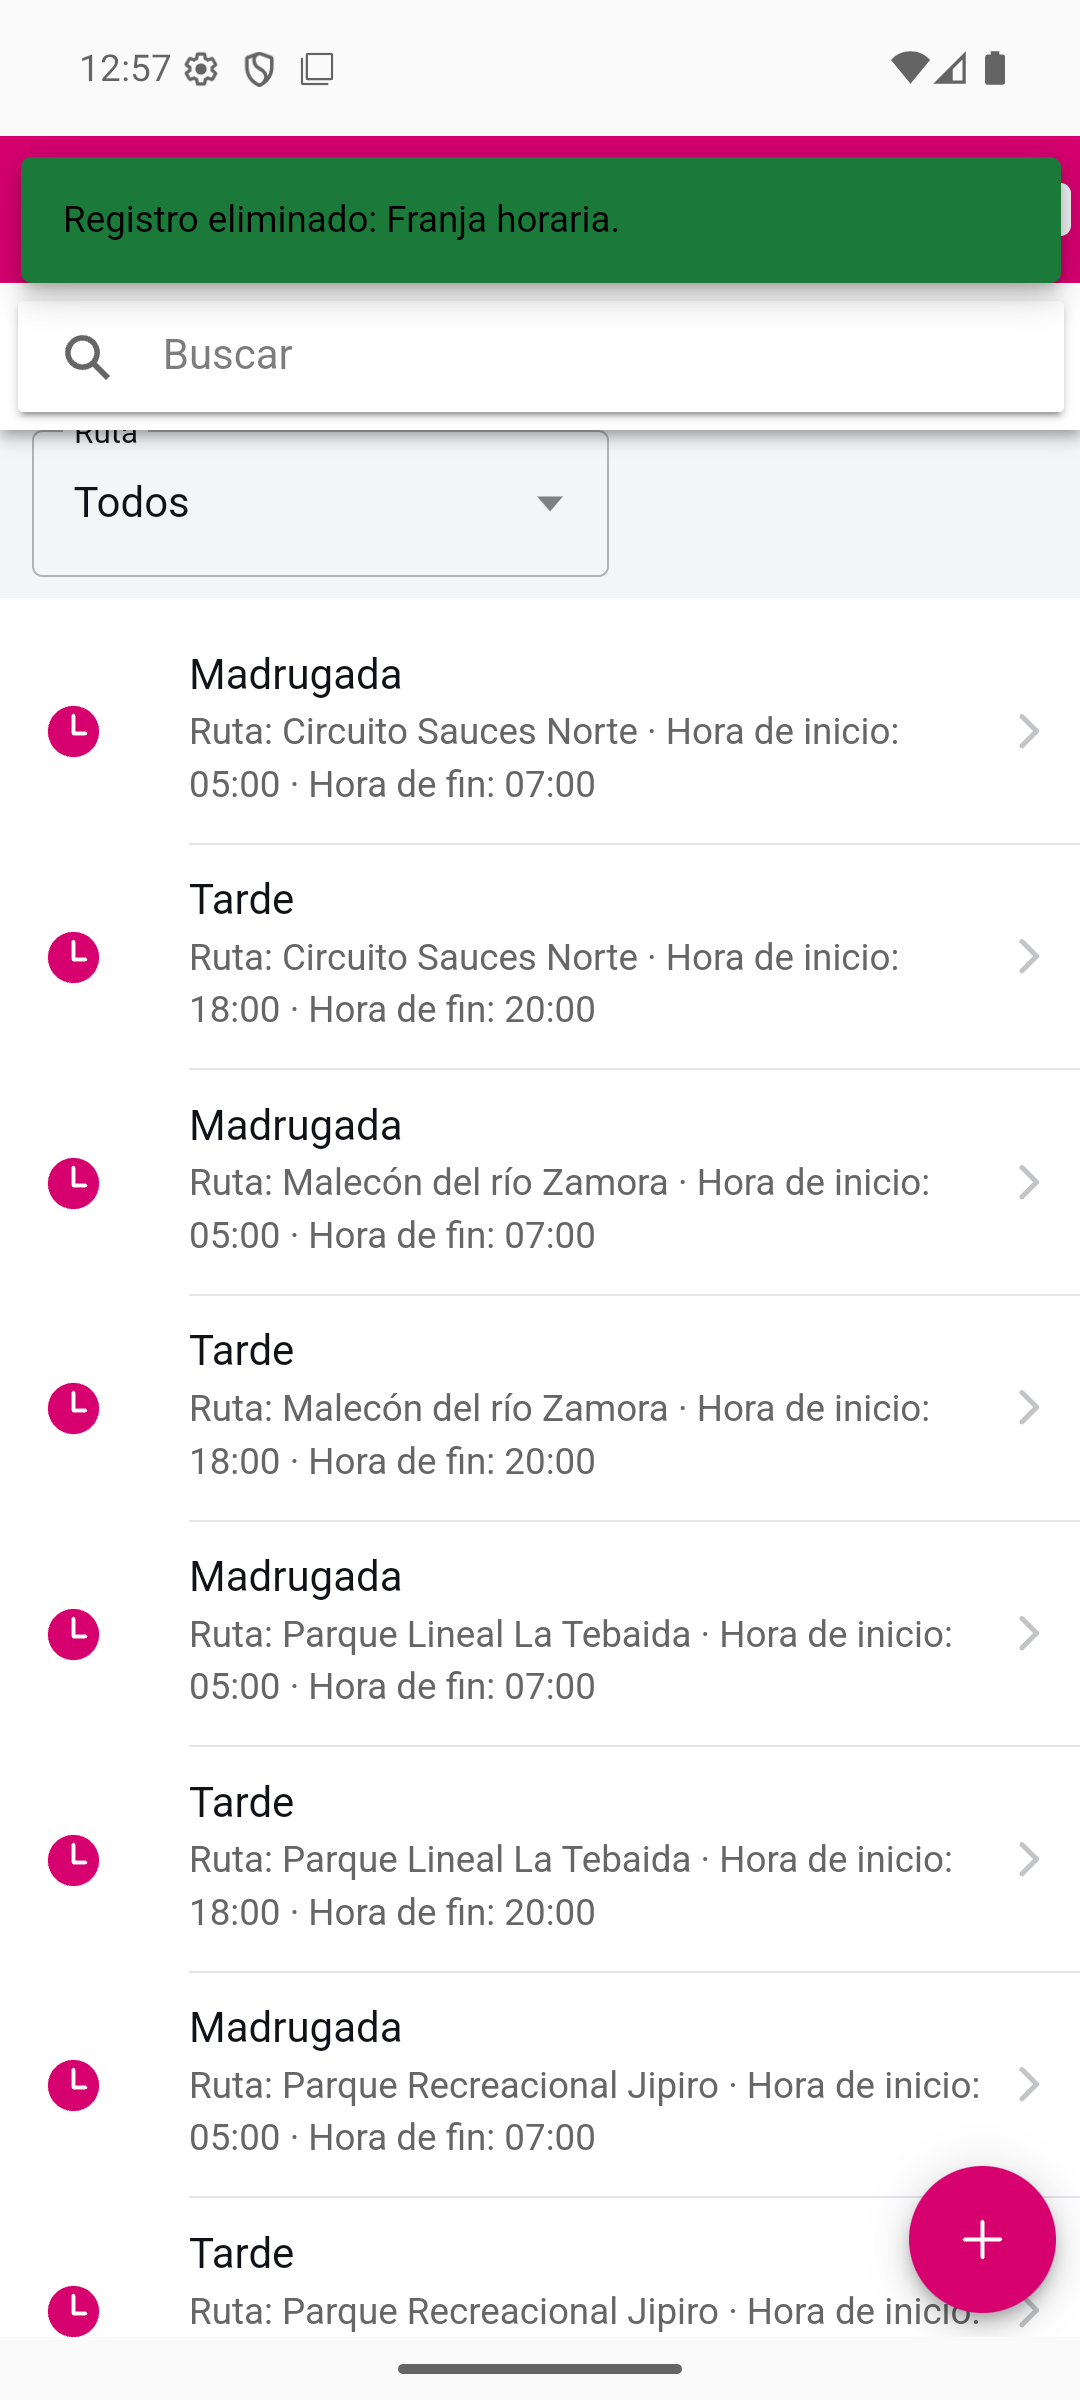 12:57
Registro eliminado: Franja horaria.
Buscar
Ruta
Todos
Madrugada
Ruta: Circuito Sauces Norte · Hora de inicio:
05:00 · Hora de fin: 07:00
Tarde
Ruta: Circuito Sauces Norte · Hora de inicio:
18:00 · Hora de fin: 20:00
Madrugada
Ruta: Malecón del río Zamora · Hora de inicio:
05:00 · Hora de fin: 07:00
Tarde
Ruta: Malecón del río Zamora · Hora de inicio:
18:00 · Hora de fin: 20:00
Madrugada
Ruta: Parque Lineal La Tebaida · Hora de inicio:
05:00 · Hora de fin: 07:00
Tarde
Ruta: Parque Lineal La Tebaida · Hora de inicio:
18:00 · Hora de fin: 20:00
Madrugada
Ruta: Parque Recreacional Jipiro · Hora de inicio:
05:00 · Hora de fin: 07:00
Tarde
Ruta: Parque Recreacional Jipiro · Hora de inicio: